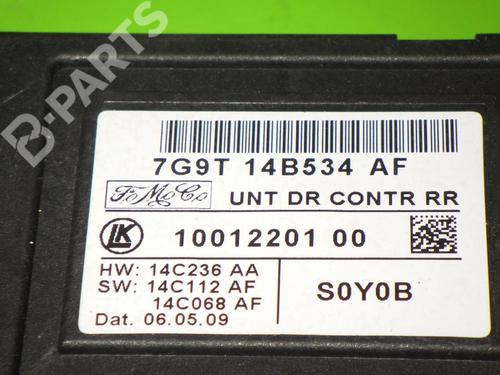 B-PARTS
7G9T 14B534 AF
FoMoCo UNT DR CONTR RR
LK 10012201 00
HW: 14C236 AA
SW: 14C112 AF
14C068 AF
Dat. 06.05.09
S0Y0B